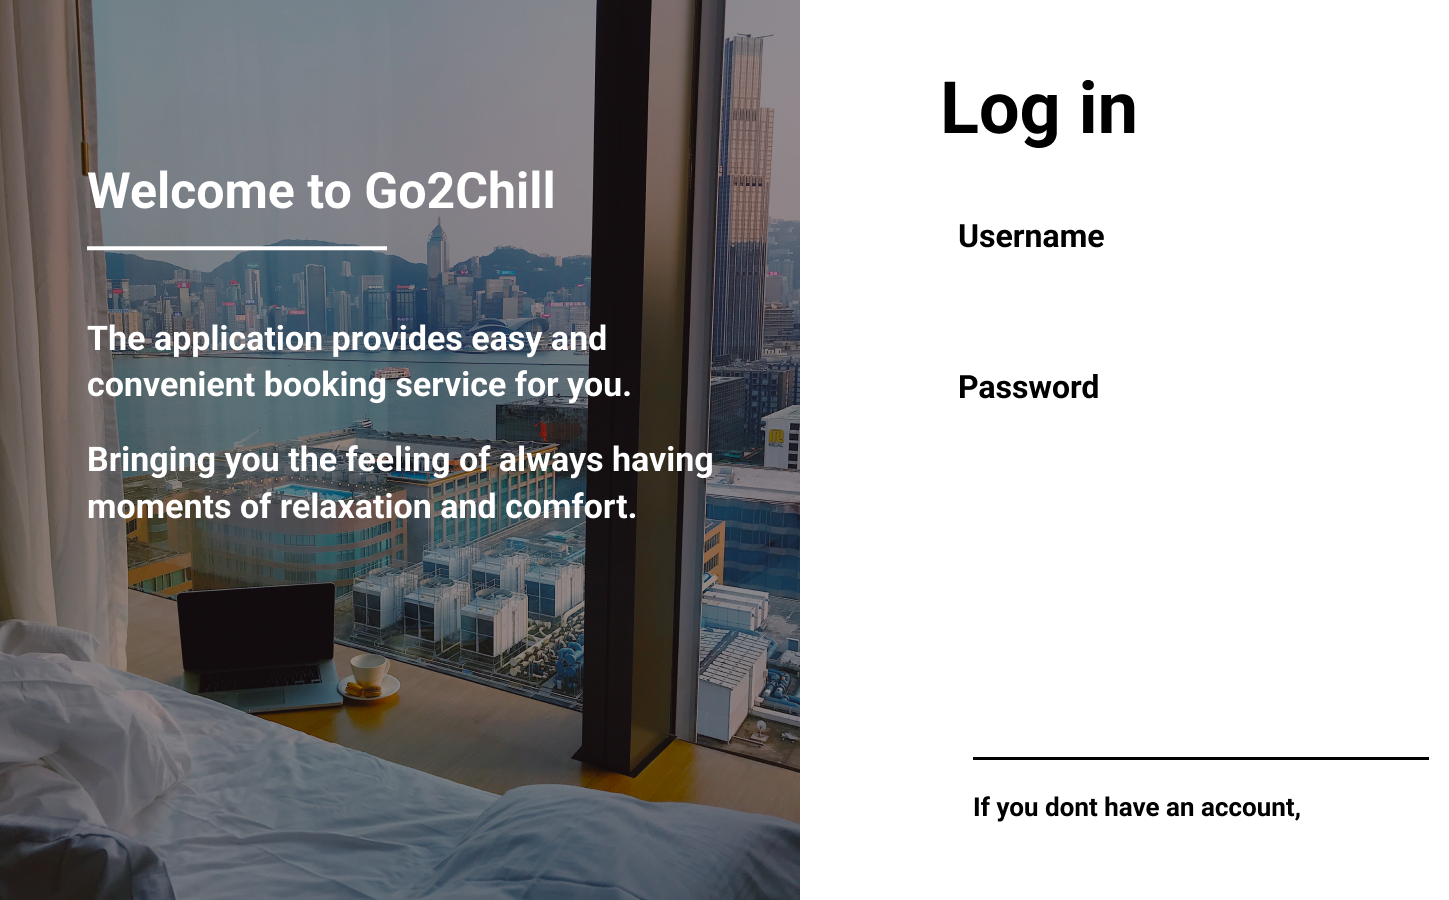 Welcome to Go2Chill
The application provides easy and
convenient booking service for you.
Bringing you the feeling of always having
moments of relaxation and comfort.
Log in
Username
Password
If you dont have an account,